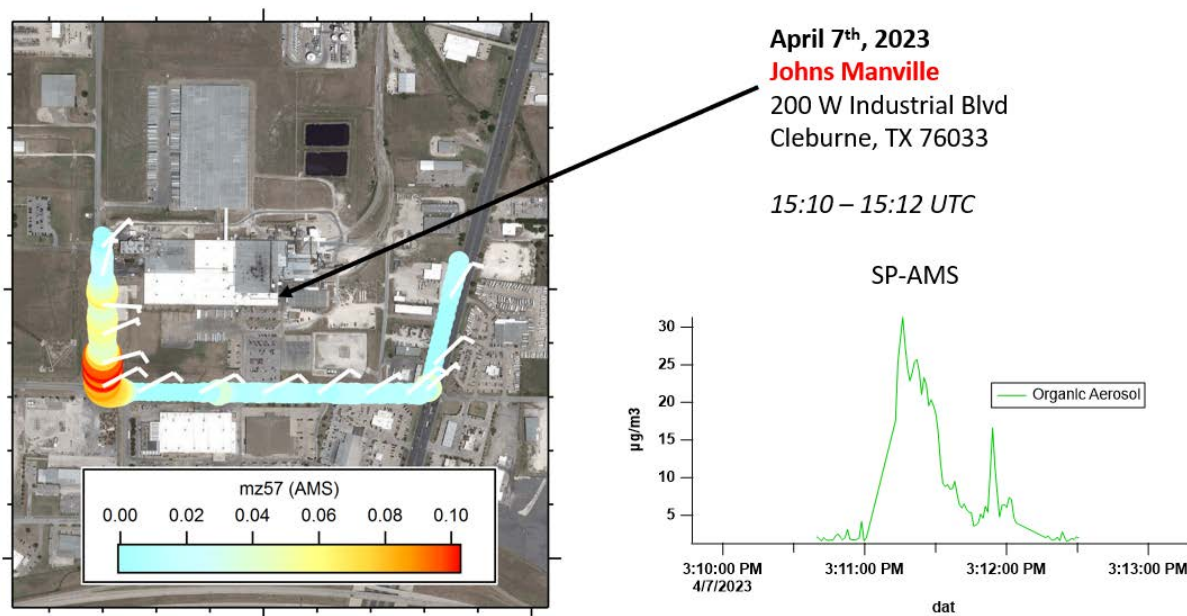 April 7th, 2023
Johns Manville
200 W Industrial Blvd
Cleburne, TX 76033
15:10 – 15:12 UTC
mz57 (AMS)
0.00 0.02 0.04 0.06 0.08 0.10
SP-AMS
µg/m3
30
25
20
15
10
5
Organic Aerosol
3:10:00 PM 3:11:00 PM 3:12:00 PM 3:13:00 PM
4/7/2023
dat